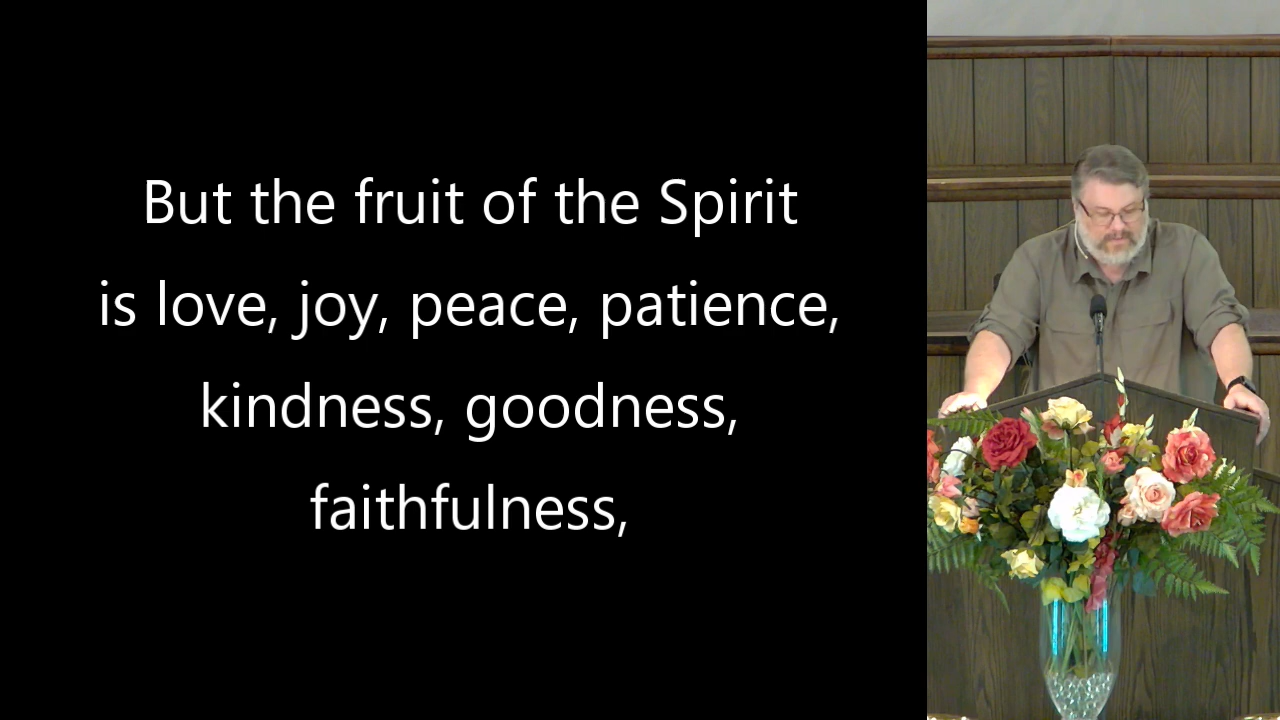 But the fruit of the Spirit
is love, joy, peace, patience,
kindness, goodness,
faithfulness,